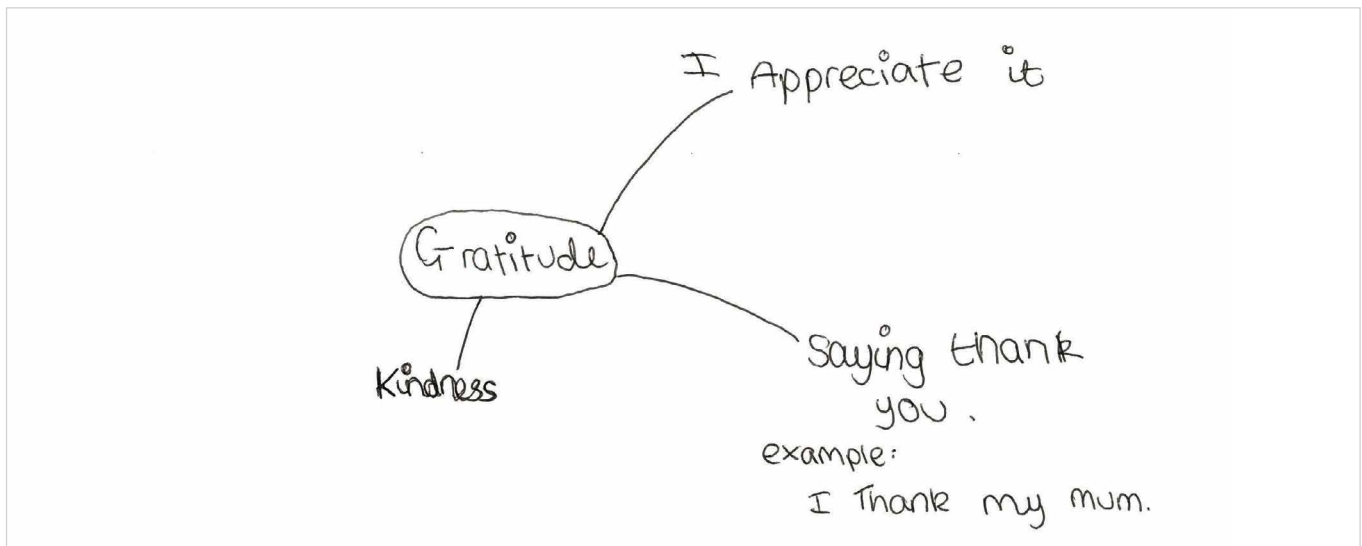 I Appreciate it
Gratitude
Kindness
Saying thank
you.
example:
I Thank my mum.